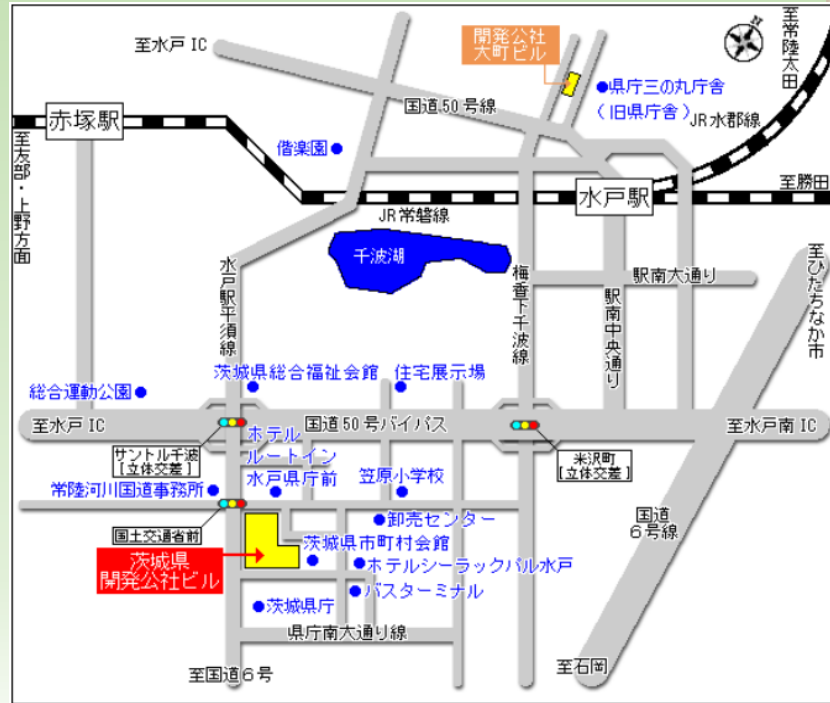 至水戸 IC
開発公社
大町ビル
N
至常陸太田
県庁三の丸庁舎
(旧県庁舎)
国道50号線
JR水郡線
赤塚駅
偕楽園
至友部・上野方面
水戸駅
至勝田
JR常磐線
千波湖
水戸駅平須線
梅香下千波線
駅南大通り
駅南中央通り
至ひたちなか市
茨城県総合福祉会館
住宅展示場
総合運動公園
至水戸 IC
国道50号バイパス
至水戸南 IC
サントル千波
[立体交差]
米沢町
[立体交差]
ホテル
ルートイン
水戸県庁前
笠原小学校
常陸河川国道事務所
国土交通省前
卸売センター
国道
6号線
茨城県
開発公社ビル
茨城県市町村会館
ホテルシーラックパル水戸
バスターミナル
茨城県庁
県庁南大通り線
至国道6号
至石岡